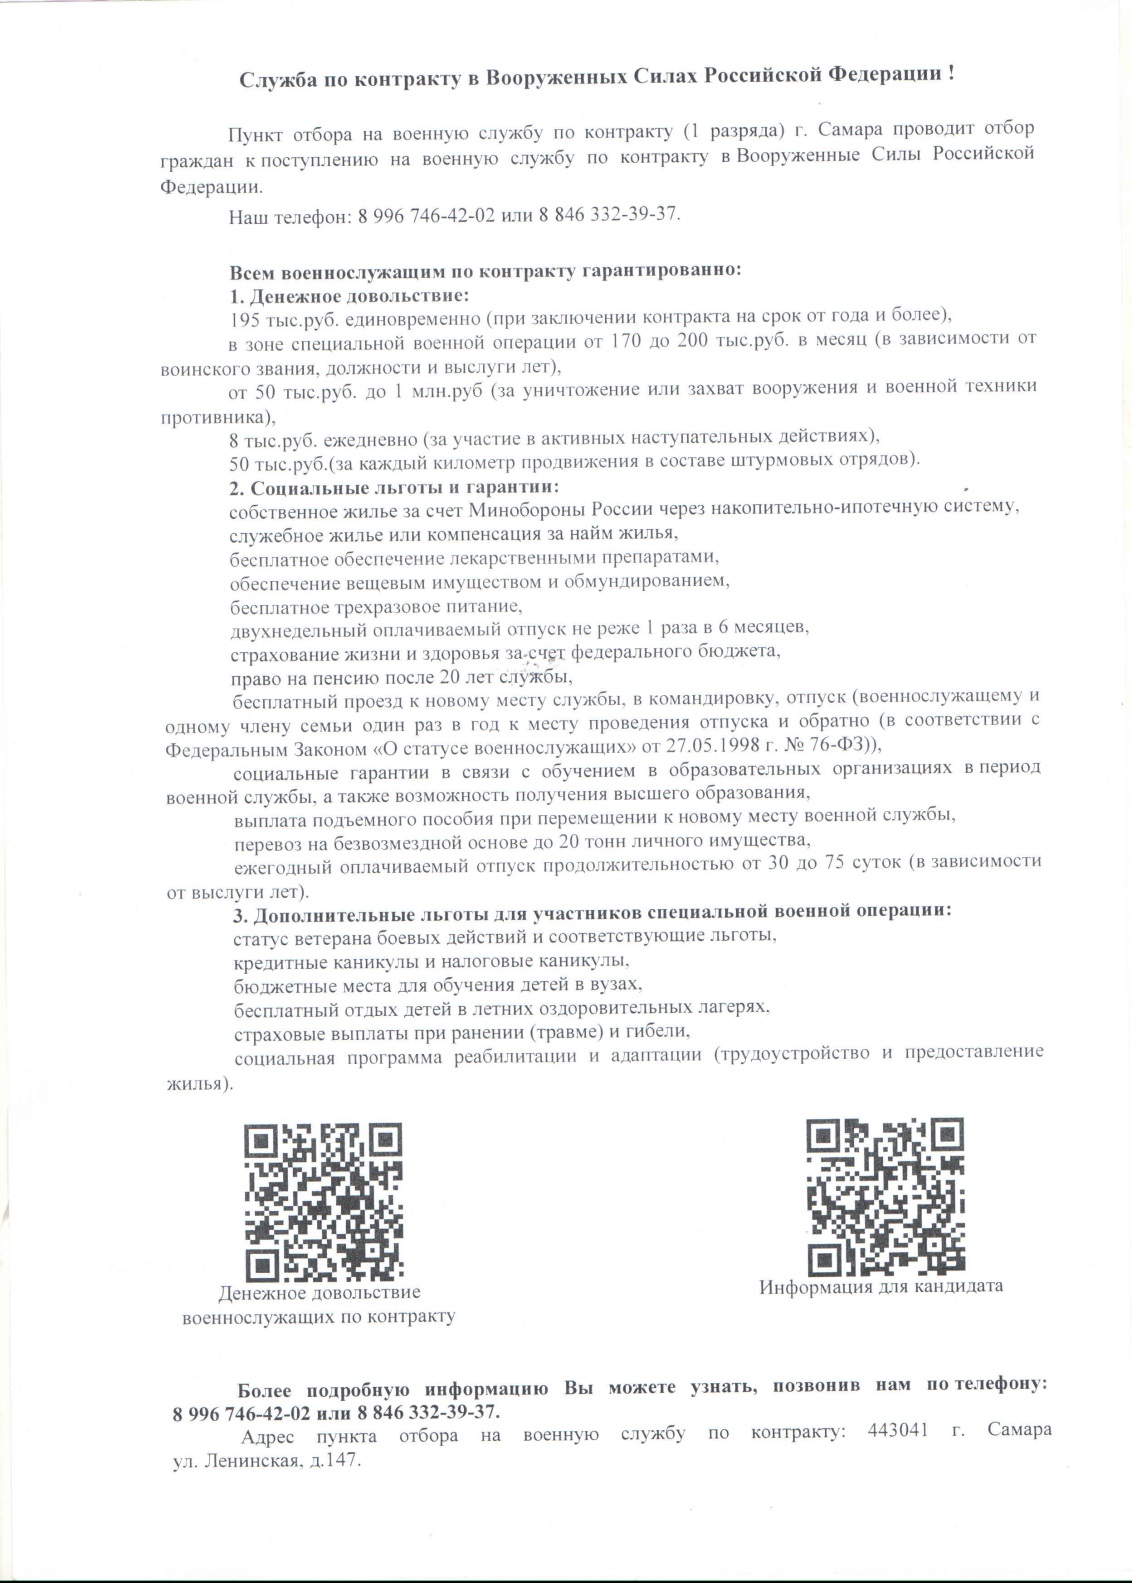 Служба по контракту в Вооруженных Силах Российской Федерации !
Пункт отбора на военную службу по контракту (1 разряда) г. Самара проводит отбор
граждан к поступлению на военную службу по контракту в Вооруженные Силы Российской
Федерации.
Наш телефон: 8 996 746-42-02 или 8 846 332-39-37.
Всем военнослужащим по контракту гарантированно:
1. Денежное довольствие:
195 тыс.руб. единовременно (при заключении контракта на срок от года и более),
в зоне специальной военной операции от 170 до 200 тыс.руб. в месяц (в зависимости от
воинского звания, должности и выслуги лет),
от 50 тыс.руб. до 1 млн.руб (за уничтожение или захват вооружения и военной техники
противника),
8 тыс.руб. ежедневно (за участие в активных наступательных действиях),
50 тыс.руб.(за каждый километр продвижения в составе штурмовых отрядов).
2. Социальные льготы и гарантии:
собственное жилье за счет Минобороны России через накопительно-ипотечную систему,
служебное жилье или компенсация за найм жилья,
бесплатное обеспечение лекарственными препаратами,
обеспечение вещевым имуществом и обмундированием,
бесплатное трехразовое питание,
двухнедельный оплачиваемый отпуск не реже 1 раза в 6 месяцев,
страхование жизни и здоровья за счет федерального бюджета,
право на пенсию после 20 лет службы,
бесплатный проезд к новому месту службы, в командировку, отпуск (военнослужащему и
одному члену семьи один раз в год к месту проведения отпуска и обратно (в соответствии с
Федеральным Законом «О статусе военнослужащих» от 27.05.1998 г. № 76-ФЗ)),
социальные гарантии в связи с обучением в образовательных организациях в период
военной службы, а также возможность получения высшего образования,
выплата подъемного пособия при перемещении к новому месту военной службы,
перевоз на безвозмездной основе до 20 тонн личного имущества,
ежегодный оплачиваемый отпуск продолжительностью от 30 до 75 суток (в зависимости
от выслуги лет).
3. Дополнительные льготы для участников специальной военной операции:
статус ветерана боевых действий и соответствующие льготы,
кредитные каникулы и налоговые каникулы,
бюджетные места для обучения детей в вузах,
бесплатный отдых детей в летних оздоровительных лагерях,
страховые выплаты при ранении (травме) и гибели,
социальная программа реабилитации и адаптации (трудоустройство и предоставление
жилья).
Денежное довольствие
военнослужащих по контракту
Информация для кандидата
Более подробную информацию Вы можете узнать, позвонив нам по телефону:
8 996 746-42-02 или 8 846 332-39-37.
Адрес пункта отбора на военную службу по контракту: 443041 г. Самара
ул. Ленинская, д.147.